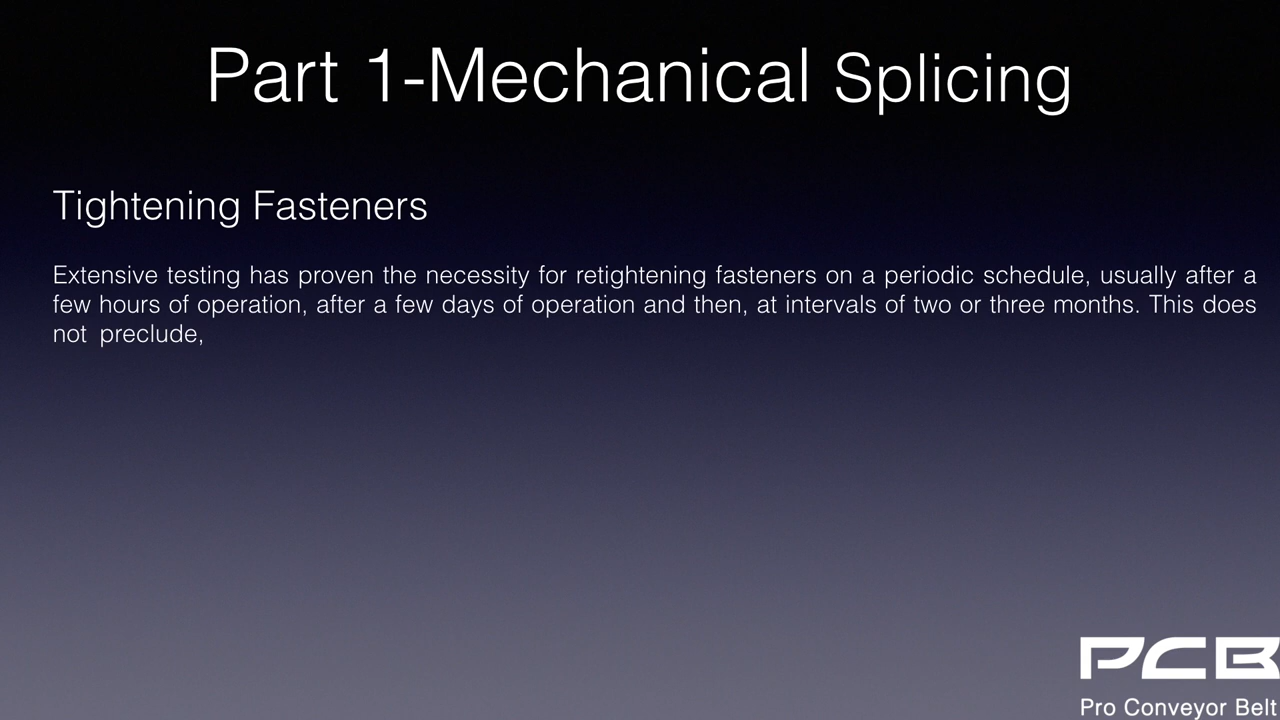 Part 1-Mechanical Splicing
Tightening Fasteners
Extensive testing has proven the necessity for retightening fasteners on a periodic schedule, usually after a
few hours of operation, after a few days of operation and then, at intervals of two or three months. This does
not preclude,
PCB
Pro Conveyor Belt